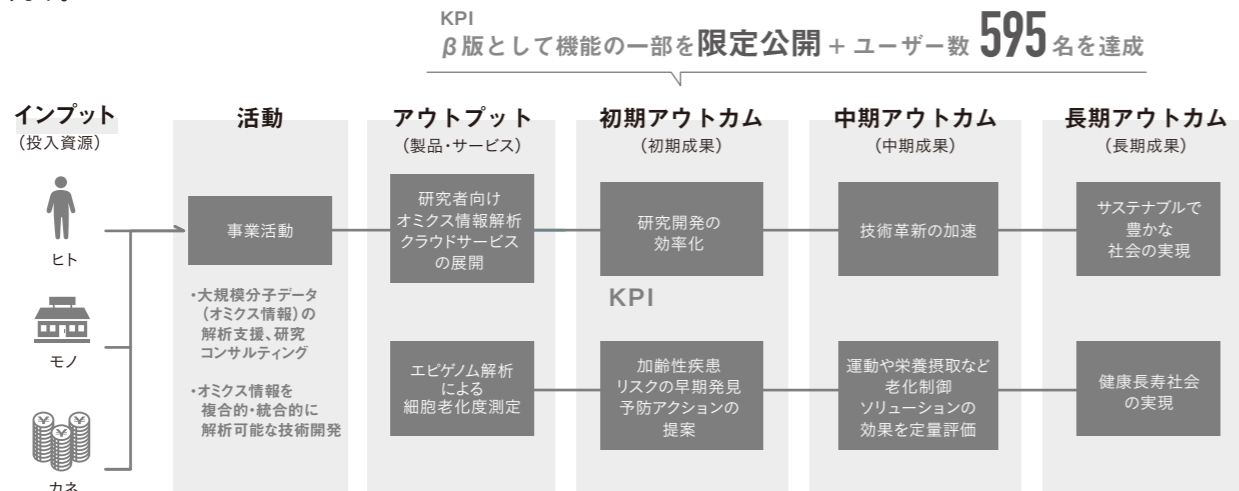 KPI
β版として機能の一部を限定公開 + ユーザー数 595 名を達成
インプット
(投入資源)
ヒト
モノ
カネ
活動
事業活動
・大規模分子データ
(オミクス情報)の
解析支援、研究
コンサルティング
・オミクス情報を
複合的・統合的に
解析可能な技術開発
アウトプット
(製品・サービス)
研究者向け
オミクス情報解析
クラウドサービス
の展開
エピゲノム解析
による
細胞老化度測定
初期アウトカム
(初期成果)
研究開発の
効率化
KPI
加齢性疾患
リスクの早期発見
予防アクションの
提案
中期アウトカム
(中期成果)
技術革新の加速
運動や栄養摂取など
老化制御
ソリューションの
効果を定量評価
長期アウトカム
(長期成果)
サステナブルで
豊かな
社会の実現
健康長寿社会
の実現